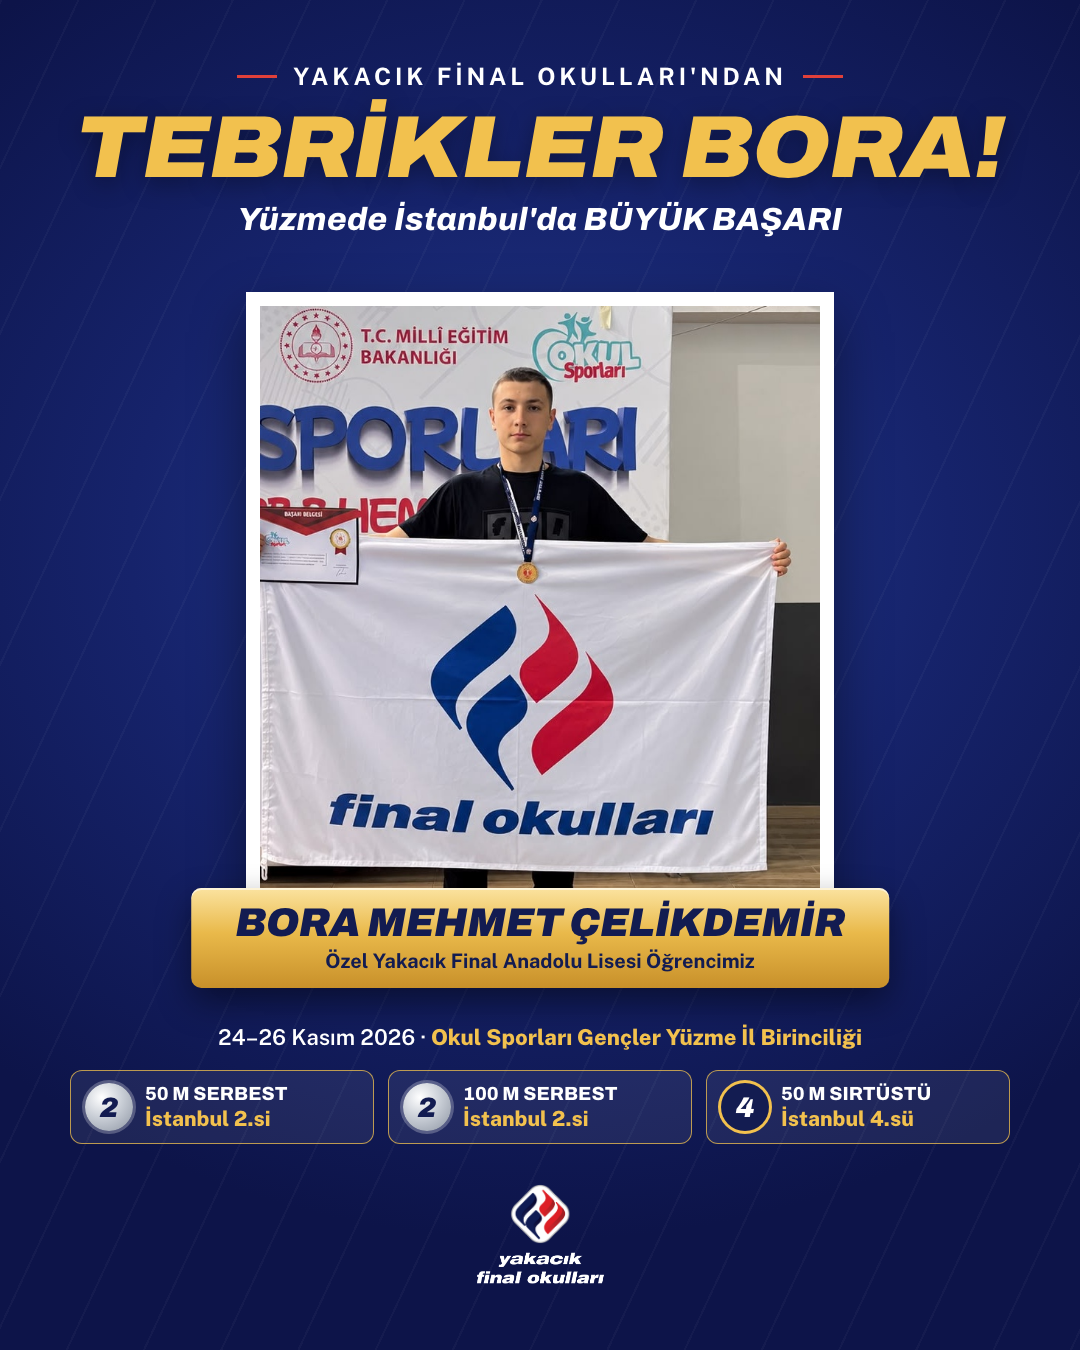 YAKACIK FİNAL OKULLARI'NDAN
TEBRİKLER BORA!
Yüzmede İstanbul'da BÜYÜK BAŞARI
T.C. MİLLÎ EĞİTİM
BAKANLIĞI
OKUL
Sporları
SPORLARI
BAŞARI BELGESİ
final okulları
BORA MEHMET ÇELİKDEMİR
Özel Yakacık Final Anadolu Lisesi Öğrencimiz
24–26 Kasım 2026 · Okul Sporları Gençler Yüzme İl Birinciliği
2 50 M SERBEST
İstanbul 2.si
2 100 M SERBEST
İstanbul 2.si
4 50 M SIRTÜSTÜ
İstanbul 4.sü
yakacık
final okulları